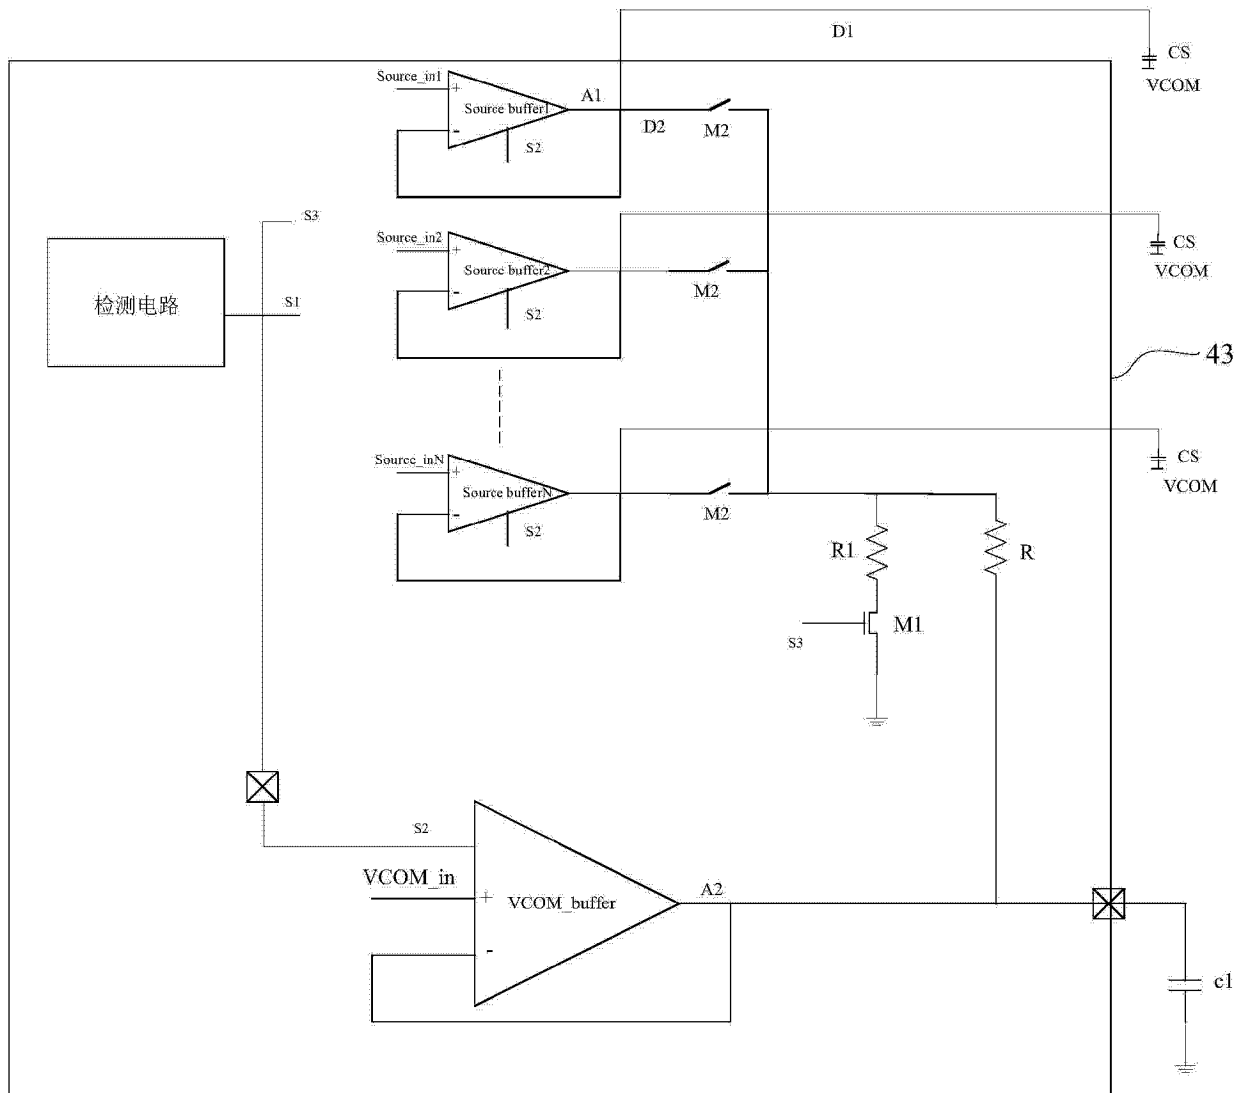 D1
CS
VCOM
Source_in1
+
Source buffer1
-
A1
D2
M2
S2
S3
Source_in2
+
Source buffer2
-
M2
S2
CS
VCOM
检测电路
S1
43
Source_inN
+
Source bufferN
-
M2
S2
CS
VCOM
R1
R
S3
M1
S2
VCOM_in
+
VCOM_buffer
-
A2
c1